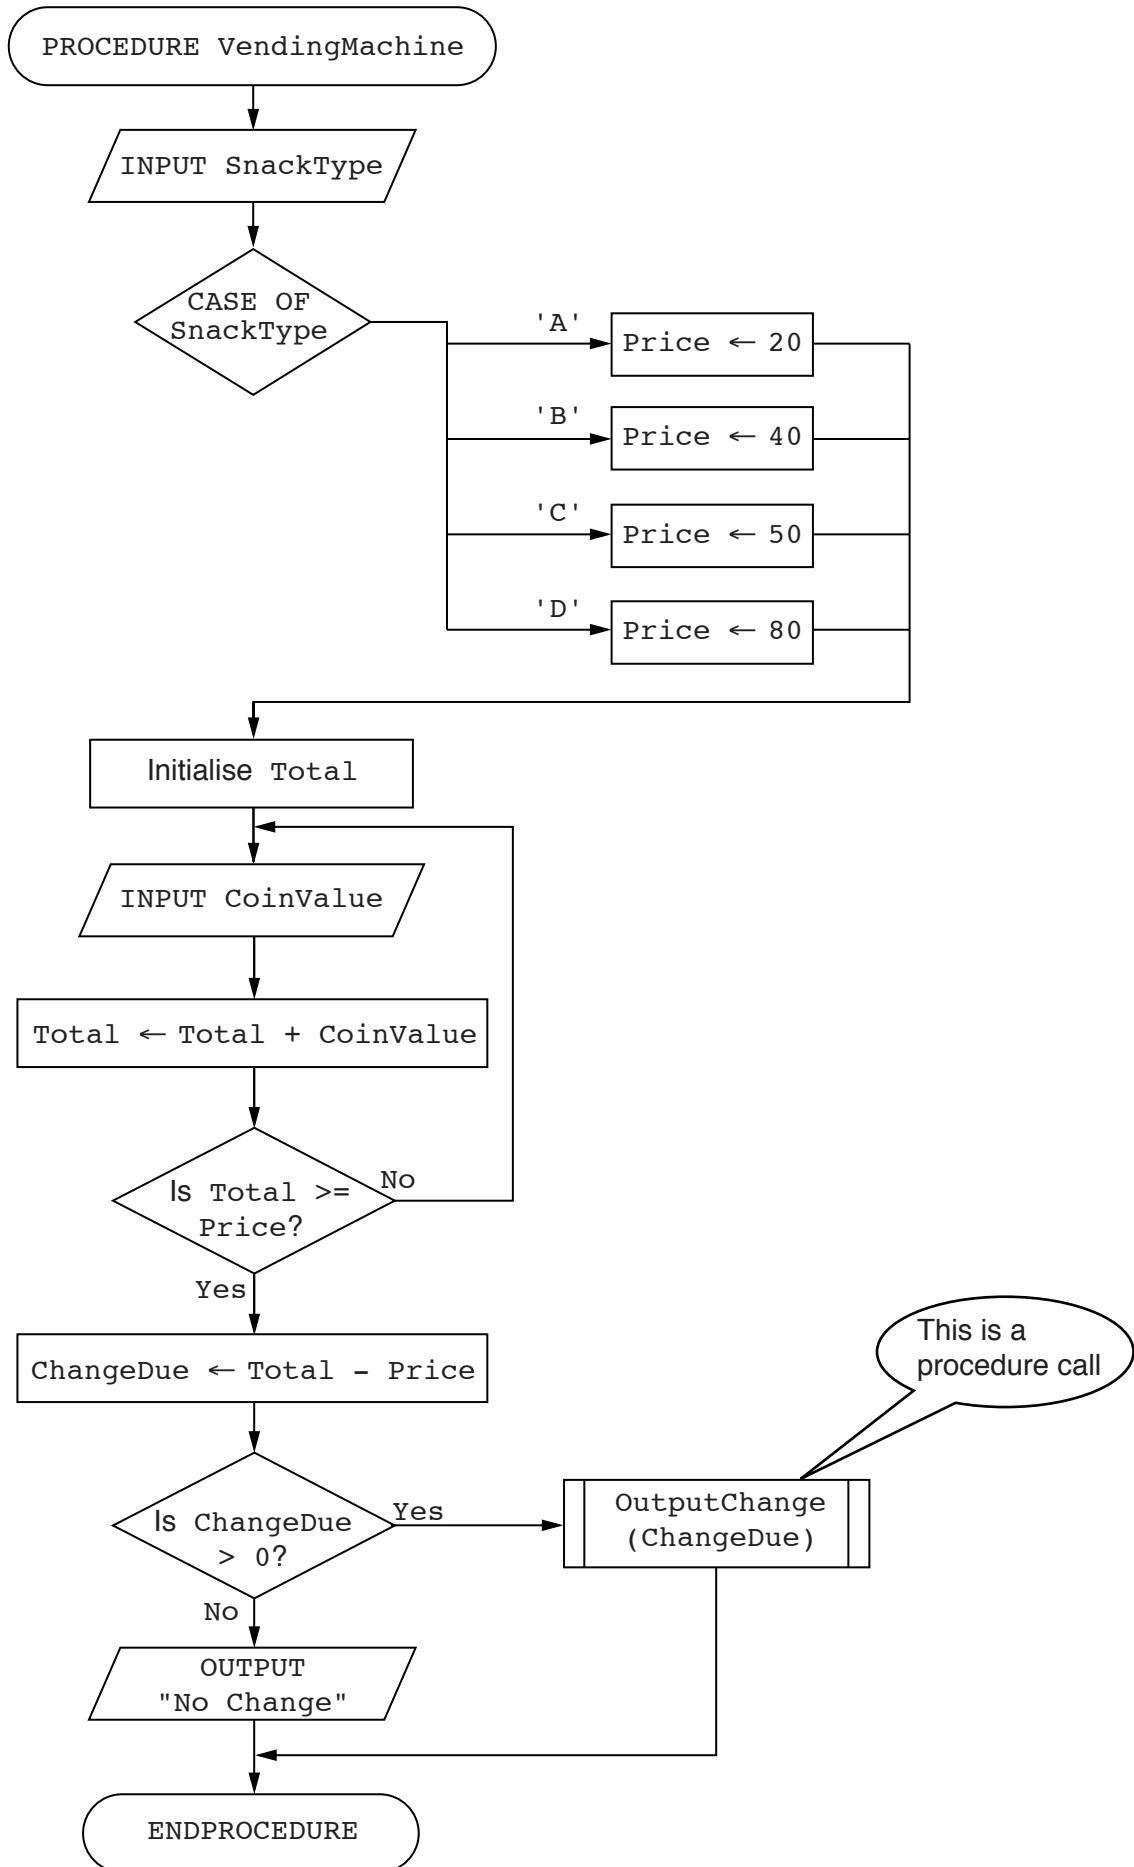 PROCEDURE VendingMachine
INPUT SnackType
CASE OF
SnackType
'A'
Price ← 20
'B'
Price ← 40
'C'
Price ← 50
'D'
Price ← 80
Initialise Total
INPUT CoinValue
Total ← Total + CoinValue
Is Total >=
Price?
No
Yes
ChangeDue ← Total – Price
This is a
procedure call
Is ChangeDue
> 0?
Yes
OutputChange
(ChangeDue)
No
OUTPUT
"No Change"
ENDPROCEDURE